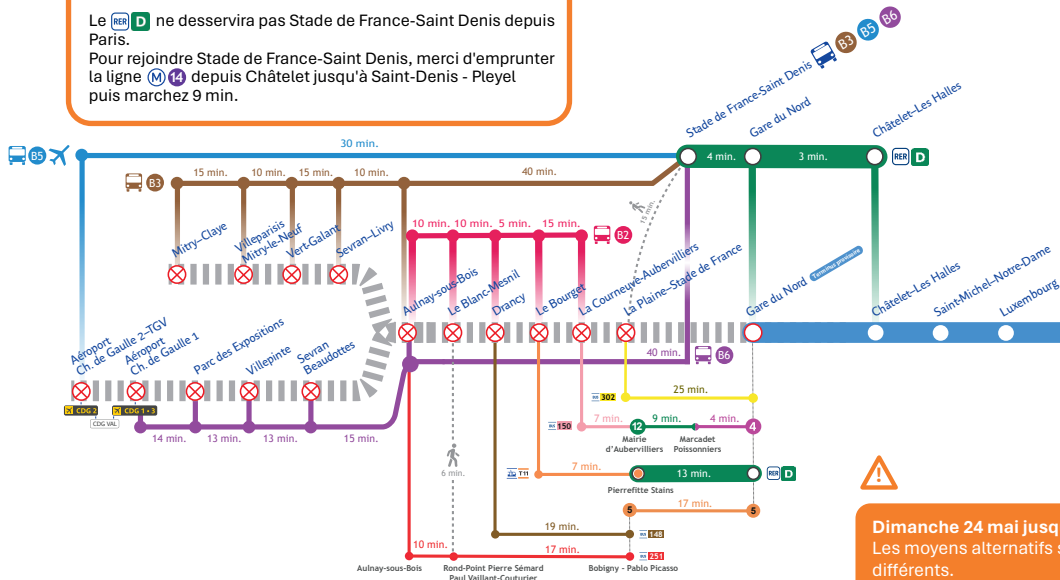 Le RER D ne desservira pas Stade de France-Saint Denis depuis
Paris.
Pour rejoindre Stade de France-Saint Denis, merci d'emprunter
la ligne M 14 depuis Châtelet jusqu'à Saint-Denis - Pleyel
puis marchez 9 min.
B3 B5 B6
Stade de France-Saint Denis
Gare du Nord
Châtelet–Les Halles
B5
30 min.
4 min.
3 min.
RER D
B3
15 min.
10 min.
15 min.
10 min.
40 min.
15 min.
10 min.
10 min.
5 min.
15 min.
B2
Mitry–Claye
Villeparisis
Mitry-le-Neuf
Vert-Galant
Sevran–Livry
Aulnay-sous-Bois
Le Blanc-Mesnil
Drancy
Le Bourget
La Courneuve-Aubervilliers
La Plaine–Stade de France
Gare du Nord
Terminus provisoire
Châtelet–Les Halles
Saint-Michel–Notre-Dame
Luxembourg
Aéroport
Ch. de Gaulle 2–TGV
Aéroport
Ch. de Gaulle 1
Parc des Expositions
Villepinte
Sevran
Beaudottes
40 min.
B6
CDG 2
CDG 1 • 3
CDG VAL
14 min.
13 min.
13 min.
15 min.
25 min.
BUS 302
BUS 150
7 min.
12
9 min.
4 min.
4
Mairie
d'Aubervilliers
Marcadet
Poissonniers
6 min.
T11
7 min.
13 min.
RER D
Pierrefitte Stains
17 min.
5
5
19 min.
BUS 148
10 min.
17 min.
BUS 251
Aulnay-sous-Bois
Rond-Point Pierre Sémard
Paul Vaillant-Couturier
Bobigny - Pablo Picasso
Dimanche 24 mai jusq
Les moyens alternatifs s
différents.